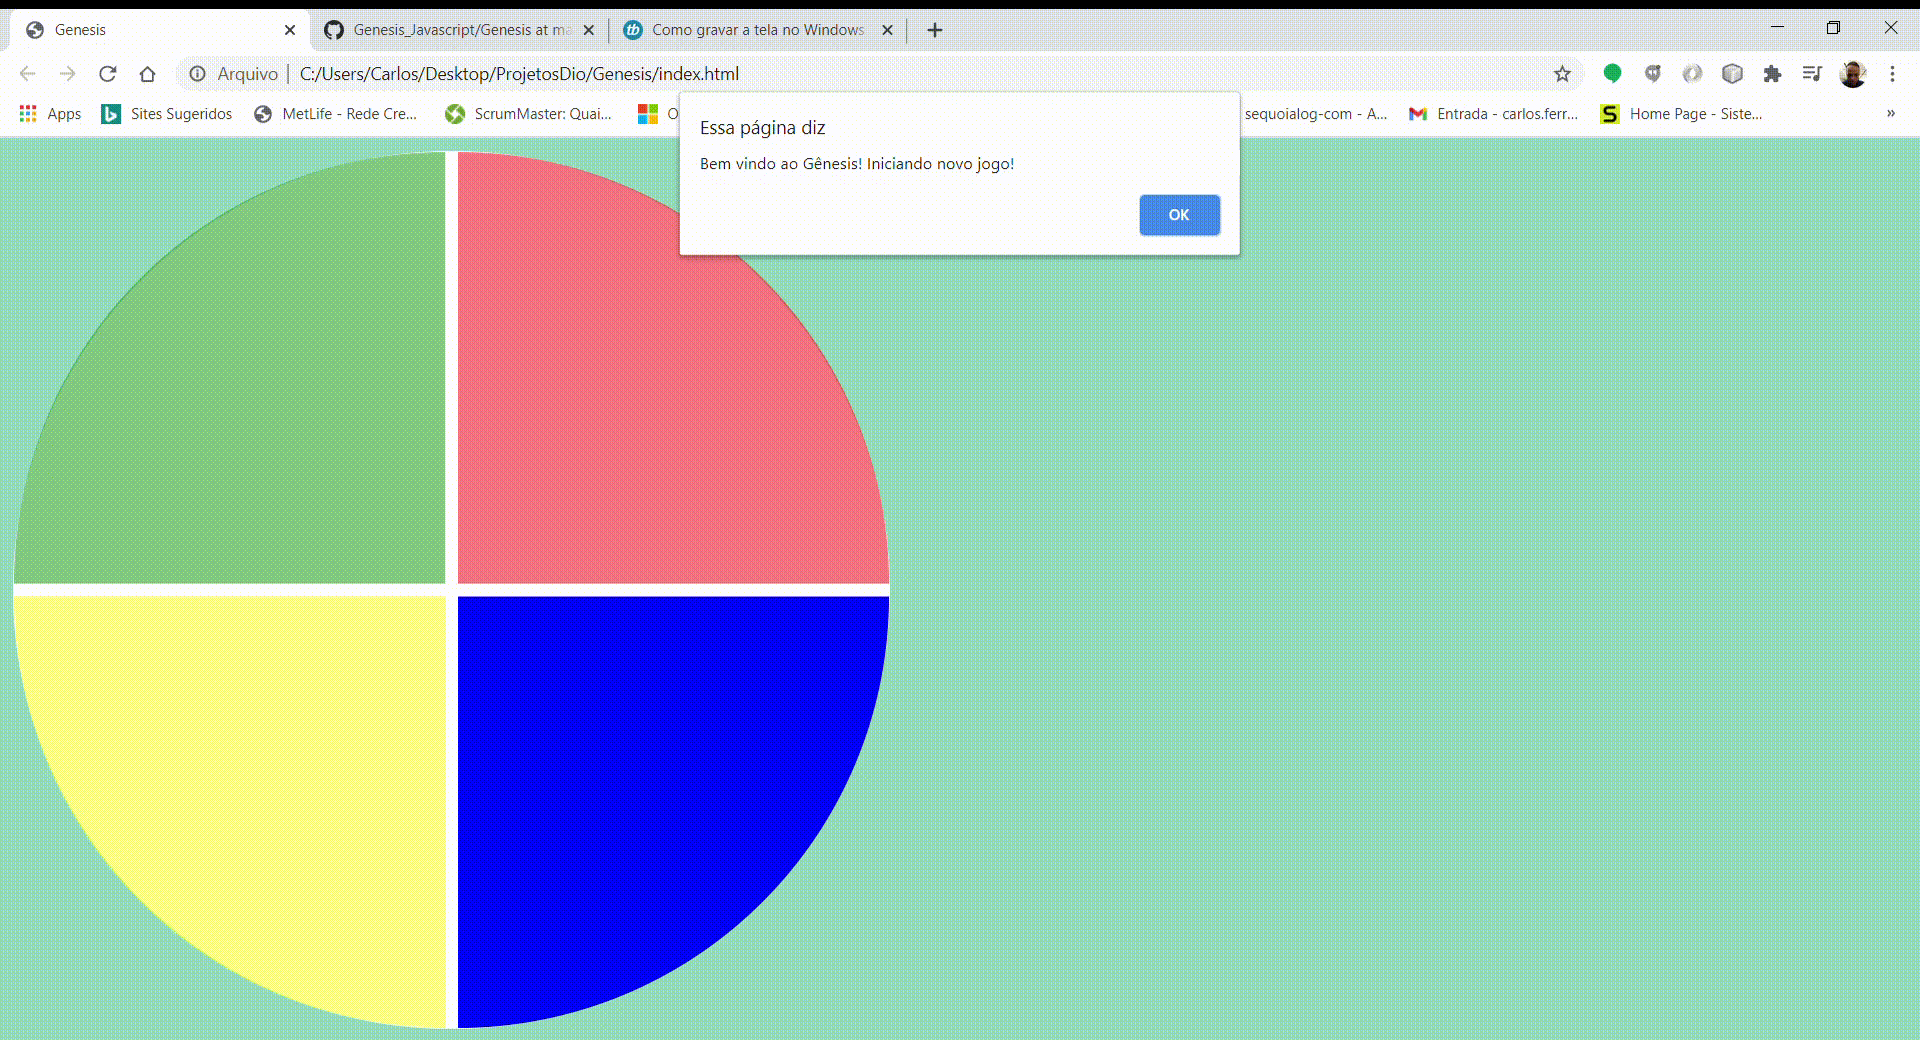 Genesis
Genesis_Javascript/Genesis at ma
Como gravar a tela no Windows
Arquivo | C:/Users/Carlos/Desktop/ProjetosDio/Genesis/index.html
Apps
Sites Sugeridos
MetLife - Rede Cre...
ScrumMaster: Quai...
O
sequoialog-com - A...
Entrada - carlos.ferr...
Home Page - Siste...
»
Essa página diz
Bem vindo ao Gênesis! Iniciando novo jogo!
OK